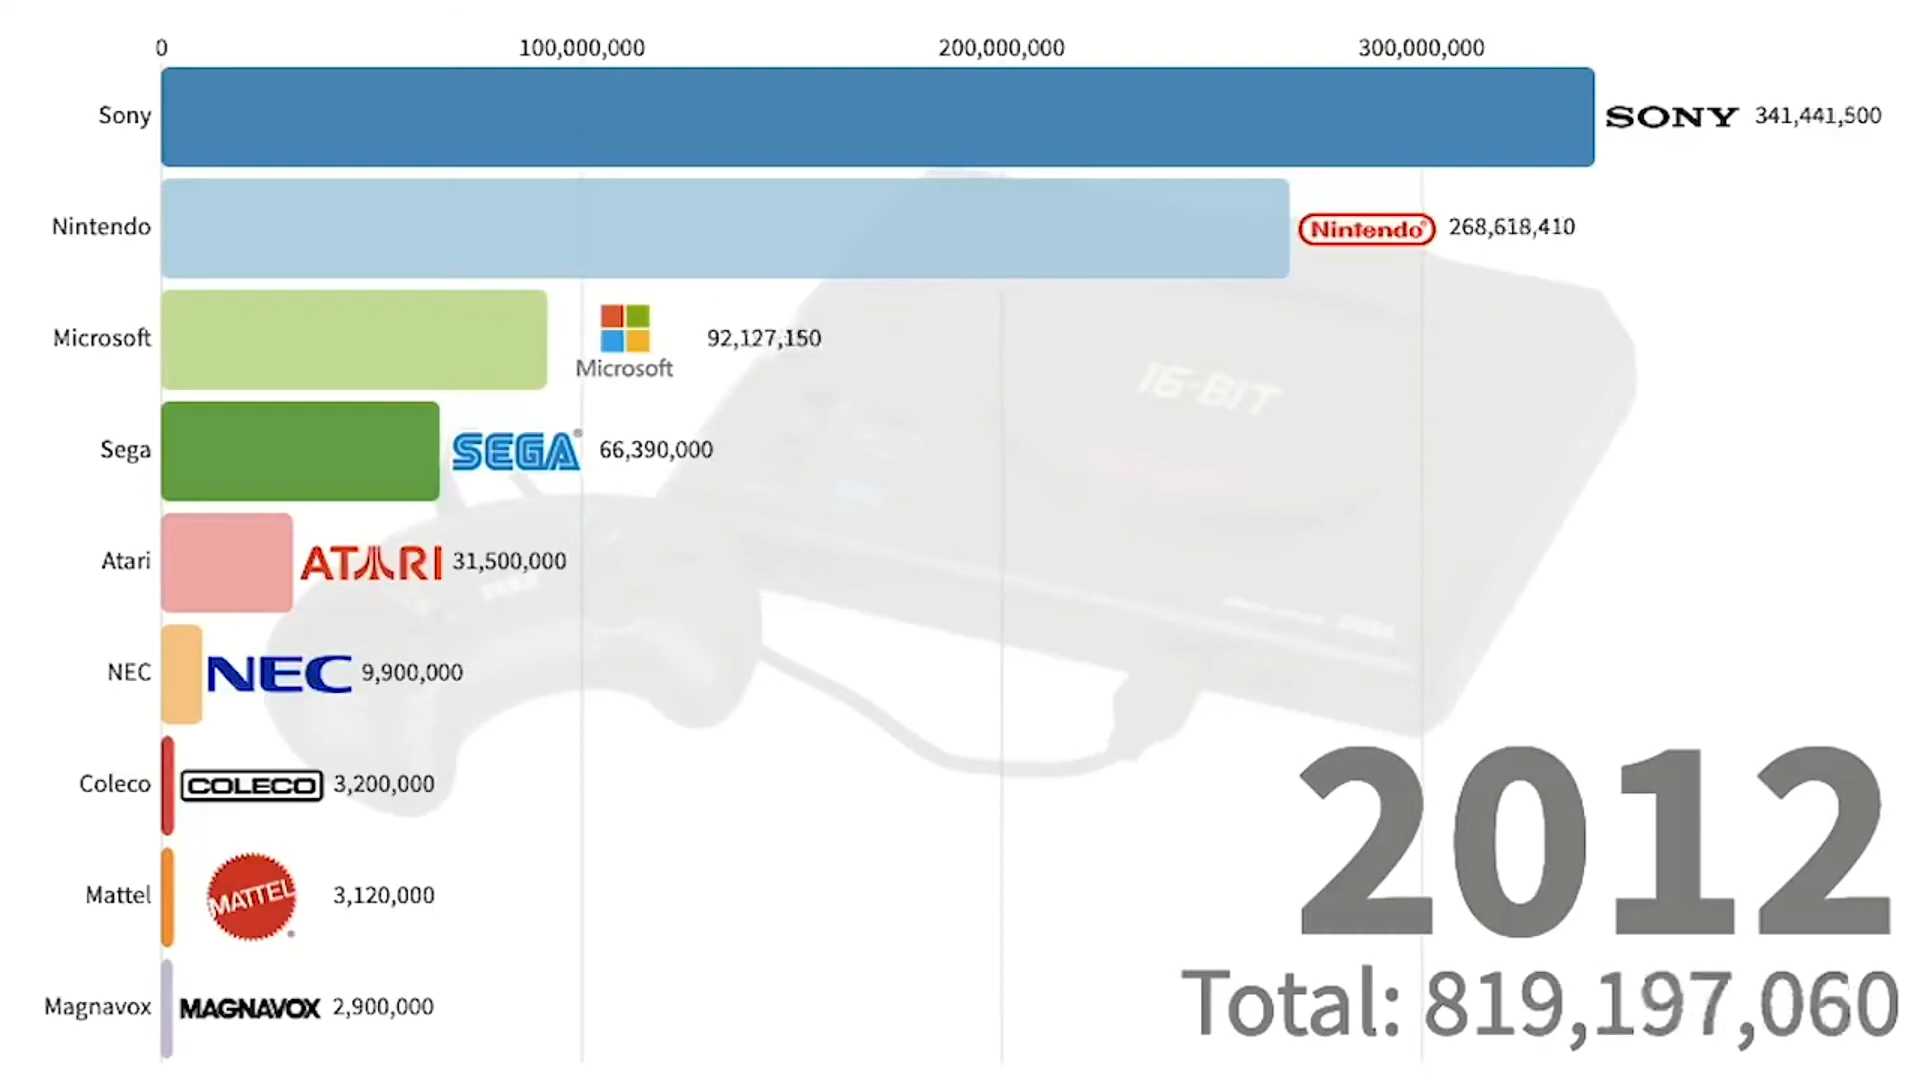 0 100,000,000 200,000,000 300,000,000
Sony SONY 341,441,500
Nintendo Nintendo® 268,618,410
Microsoft Microsoft 92,127,150
Sega SEGA® 66,390,000
Atari ATARI 31,500,000
NEC NEC 9,900,000
Coleco COLECO 3,200,000
Mattel MATTEL® 3,120,000
Magnavox MAGNAVOX 2,900,000
16-BIT
2012
Total: 819,197,060